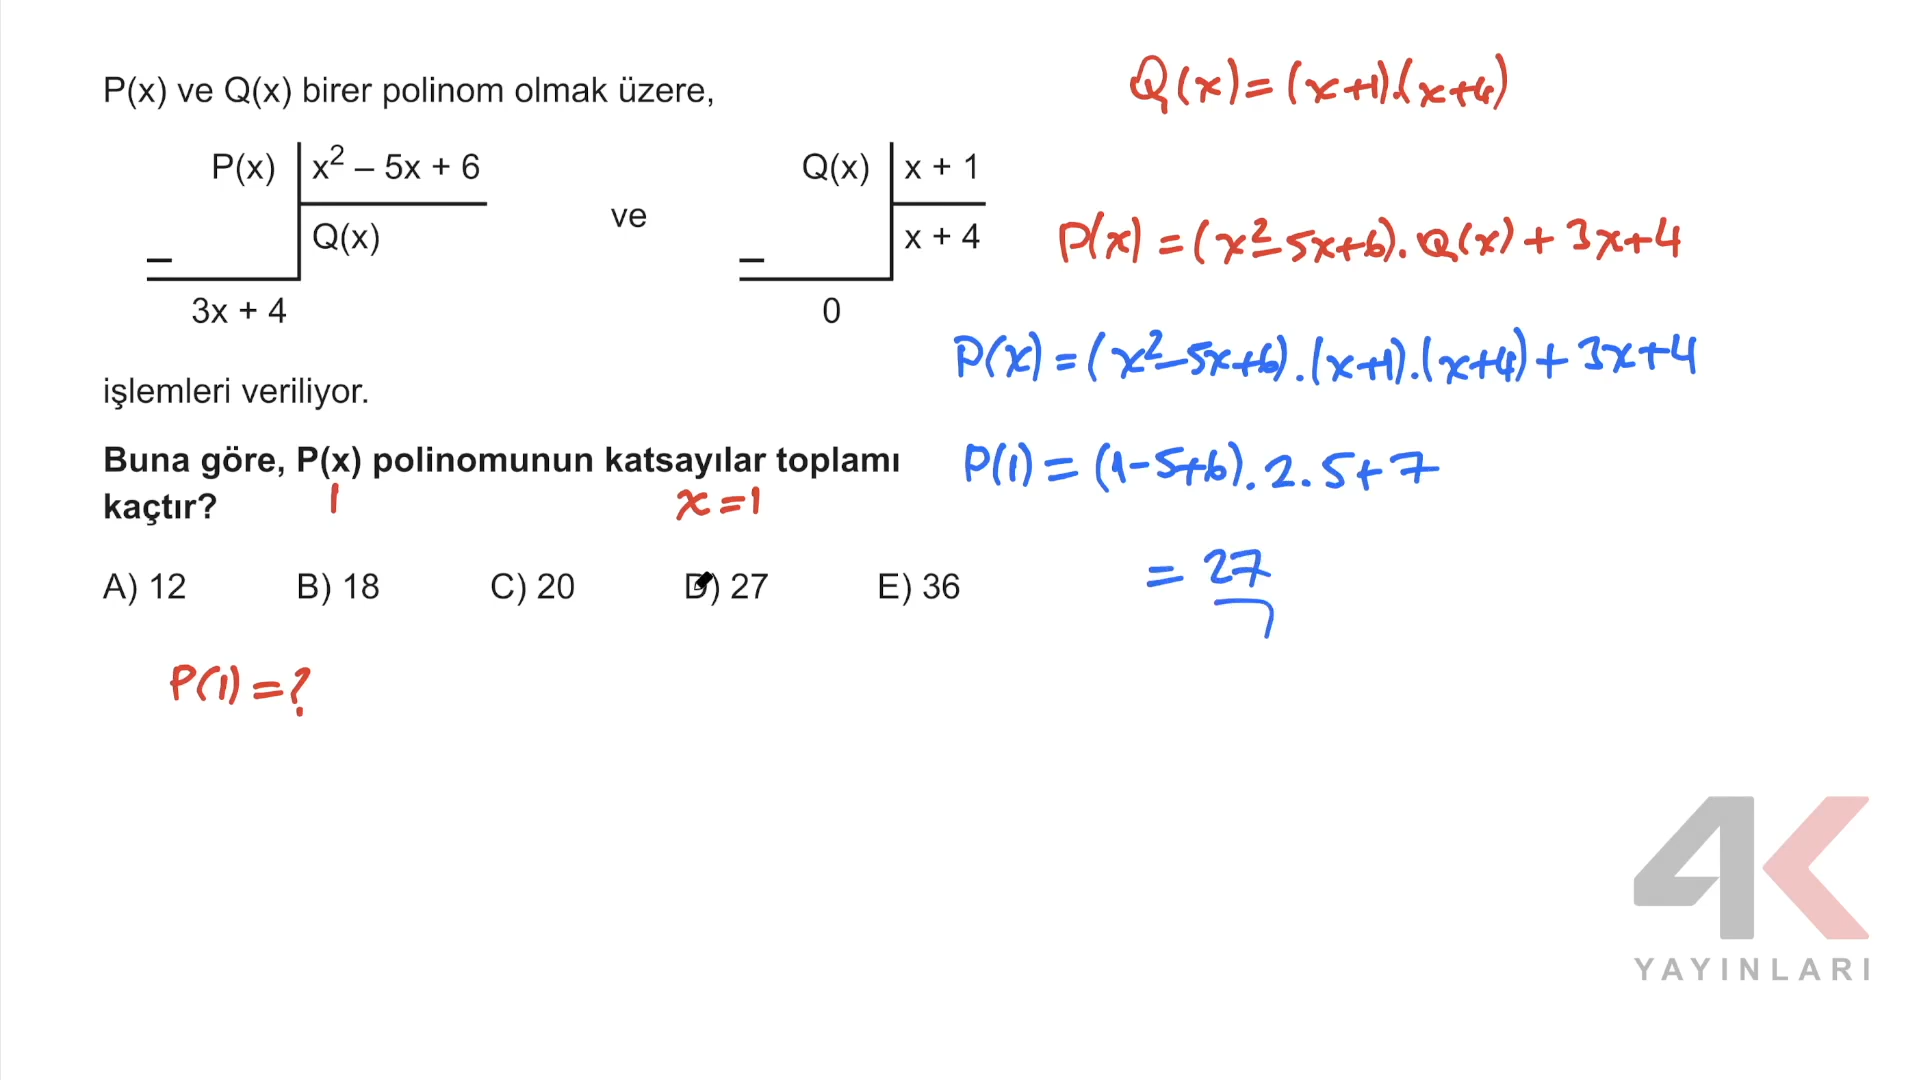 P(x) ve Q(x) birer polinom olmak üzere,
P(x) x² – 5x + 6
Q(x)
3x + 4
ve
Q(x) x + 1
x + 4
0
işlemleri veriliyor.
Buna göre, P(x) polinomunun katsayılar toplamı
kaçtır?
1
x = 1
A) 12 B) 18 C) 20 D) 27 E) 36
P(1) = ?
Q(x) = (x+1).(x+4)
P(x) = (x² – 5x+6). Q(x) + 3x+4
P(x) = (x² – 5x+6).(x+1).(x+4) + 3x+4
P(1) = (1–5+6).2.5+7
= 27
4K
YAYINLARI